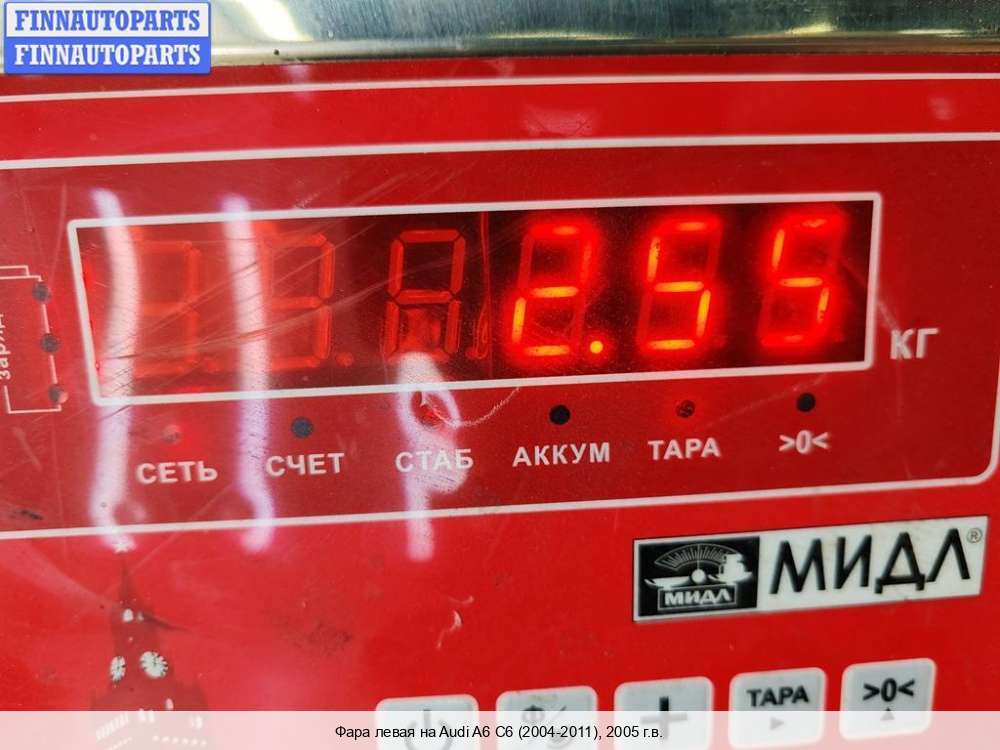 FINNAUTOPARTS
FINNAUTOPARTS
2.55
КГ
заряд
СЕТЬ СЧЕТ СТАБ АККУМ ТАРА >0<
МИДЛ МИДЛ®
ТАРА >0<
Фара левая на Audi A6 C6 (2004-2011), 2005 г.в.